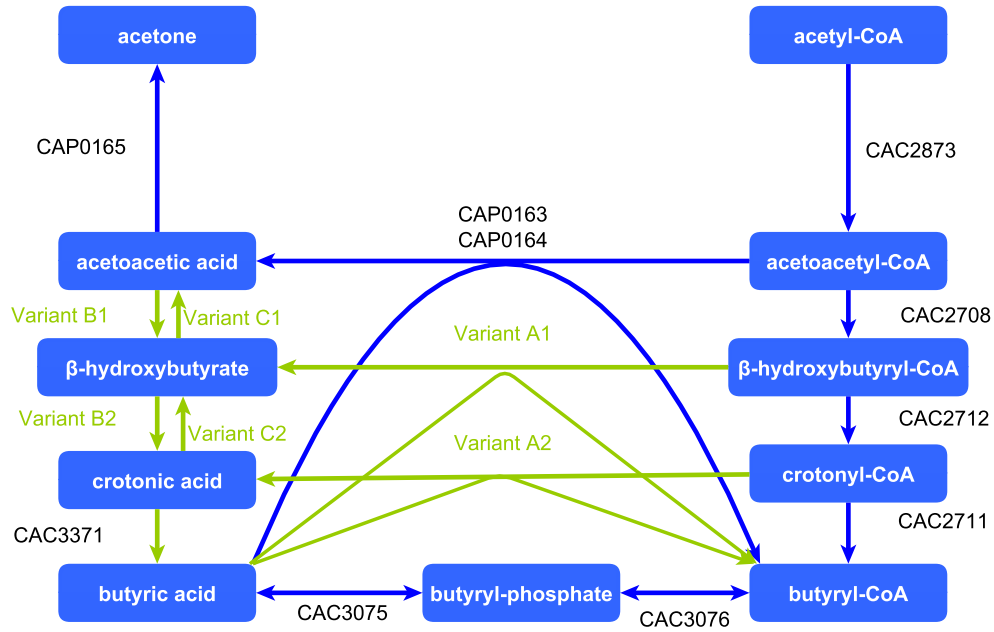 acetone
acetyl-CoA
CAP0165
CAC2873
CAP0163
CAP0164
acetoacetic acid
acetoacetyl-CoA
Variant B1
Variant C1
CAC2708
Variant A1
β-hydroxybutyrate
β-hydroxybutyryl-CoA
Variant B2
Variant C2
CAC2712
Variant A2
crotonic acid
crotonyl-CoA
CAC3371
CAC2711
butyric acid
butyryl-phosphate
butyryl-CoA
CAC3075
CAC3076